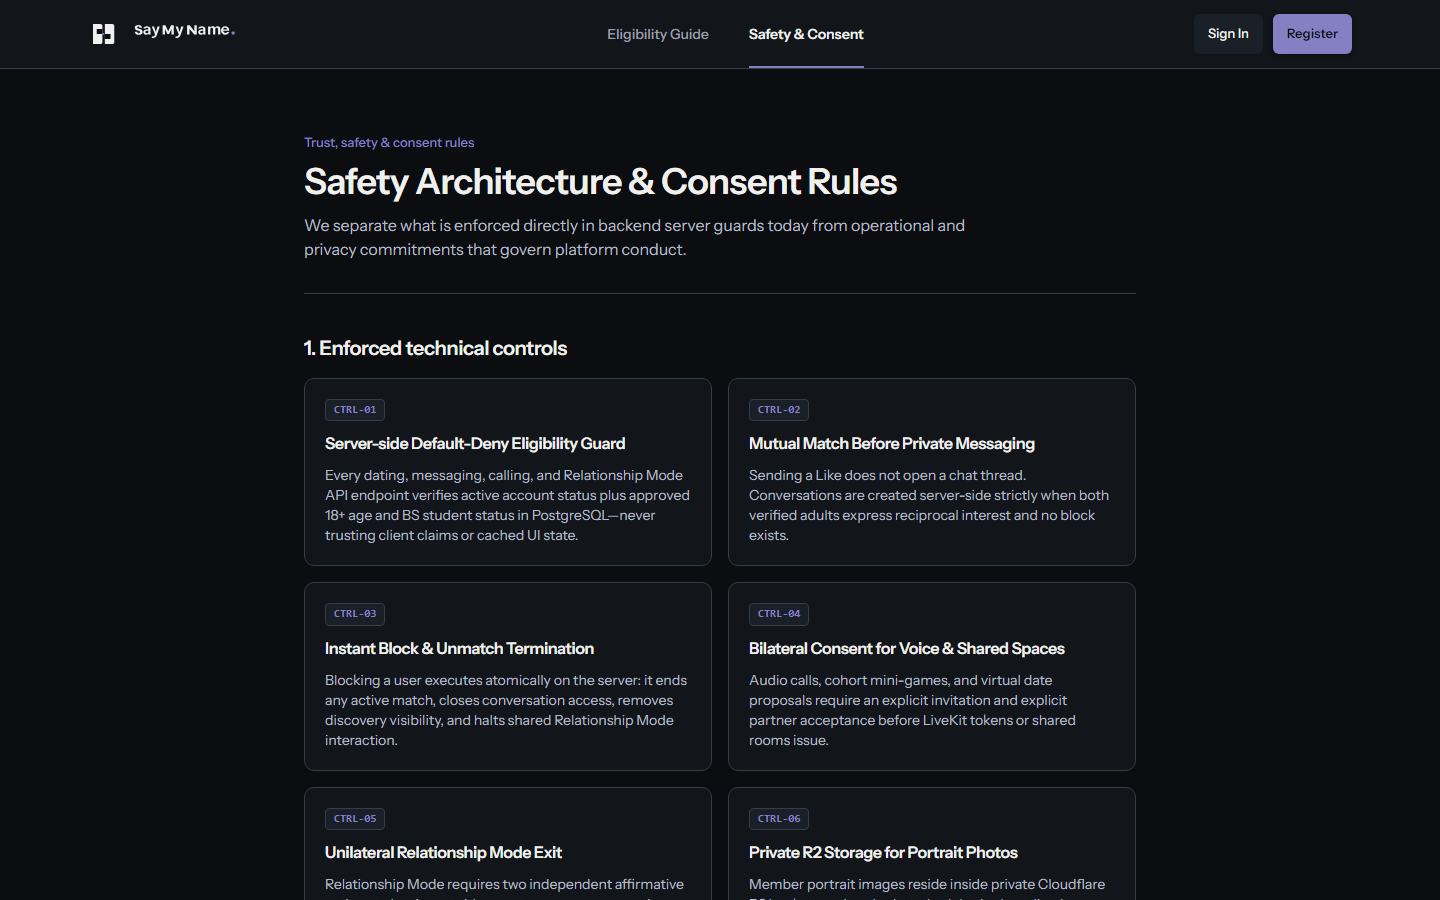 Say My Name.
Eligibility Guide
Safety & Consent
Sign In
Register
Trust, safety & consent rules
Safety Architecture & Consent Rules
We separate what is enforced directly in backend server guards today from operational and
privacy commitments that govern platform conduct.
1. Enforced technical controls
CTRL-01
Server-side Default-Deny Eligibility Guard
Every dating, messaging, calling, and Relationship Mode
API endpoint verifies active account status plus approved
18+ age and BS student status in PostgreSQL—never
trusting client claims or cached UI state.
CTRL-02
Mutual Match Before Private Messaging
Sending a Like does not open a chat thread.
Conversations are created server-side strictly when both
verified adults express reciprocal interest and no block
exists.
CTRL-03
Instant Block & Unmatch Termination
Blocking a user executes atomically on the server: it ends
any active match, closes conversation access, removes
discovery visibility, and halts shared Relationship Mode
interaction.
CTRL-04
Bilateral Consent for Voice & Shared Spaces
Audio calls, cohort mini-games, and virtual date
proposals require an explicit invitation and explicit
partner acceptance before LiveKit tokens or shared
rooms issue.
CTRL-05
Unilateral Relationship Mode Exit
Relationship Mode requires two independent affirmative
CTRL-06
Private R2 Storage for Portrait Photos
Member portrait images reside inside private Cloudflare